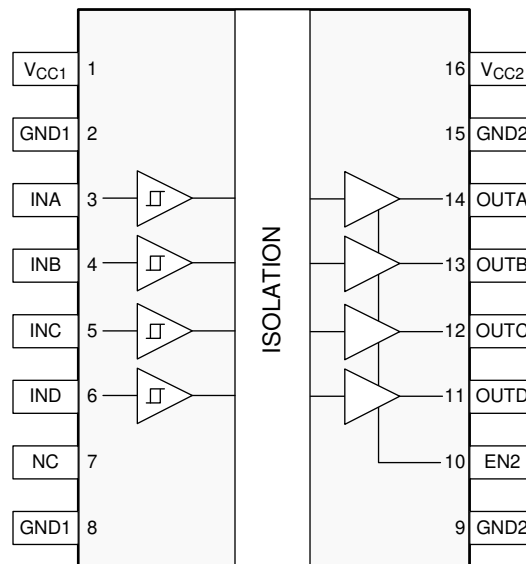 VCC1 1 16 VCC2
GND1 2 15 GND2
INA 3 14 OUTA
INB 4 13 OUTB
INC 5 12 OUTC
IND 6 11 OUTD
NC 7 10 EN2
GND1 8 9 GND2
ISOLATION